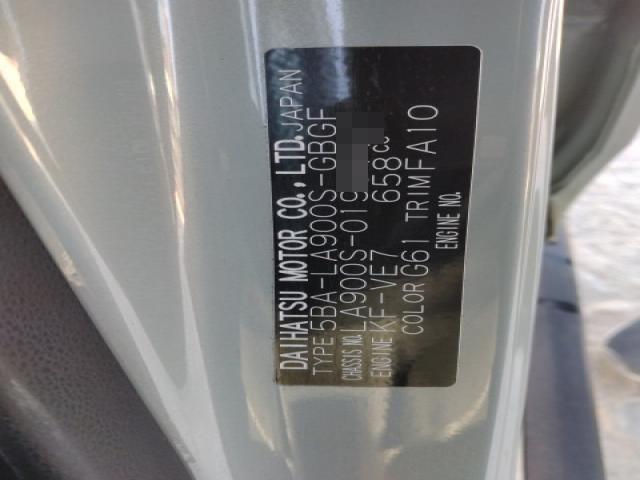 DAIHATSU MOTOR CO., LTD. JAPAN
TYPE 5BA-LA900S-GBGF
CHASSIS NO. LA900S-019
ENGINE KF-VE7 658cc
COLOR G61 TRIM FA10
ENGINE NO.